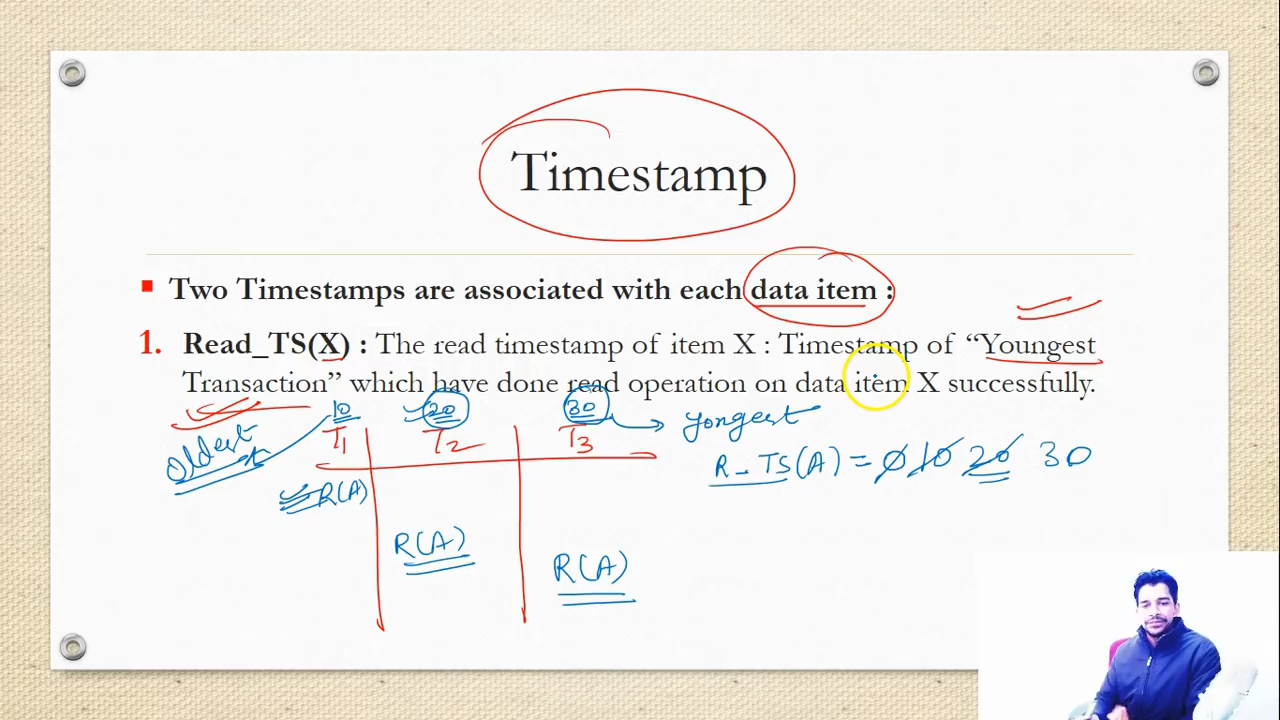 Timestamp
Two Timestamps are associated with each data item :
1. Read_TS(X) : The read timestamp of item X : Timestamp of “Youngest
Transaction” which have done read operation on data item X successfully.
10 20 30 yongest
Oldest T1 T2 T3
R_TS(A) = 0 10 20 30
R(A)
R(A)
R(A)